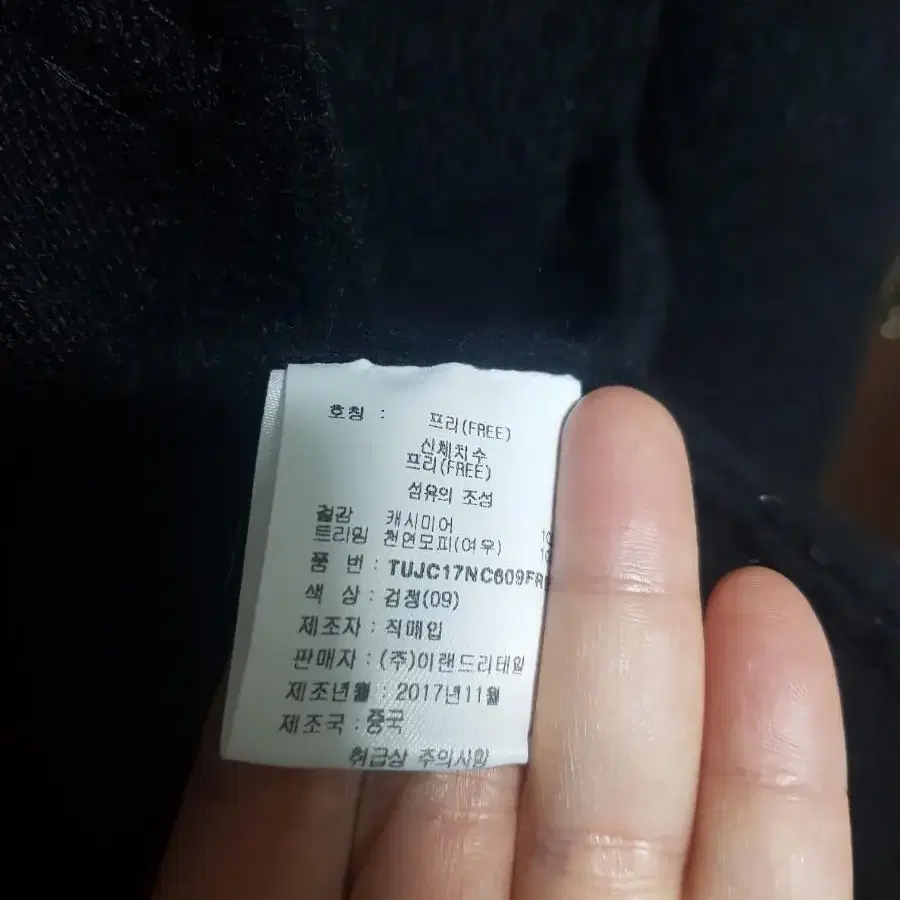 호칭 : 프리(FREE)
신체치수
프리(FREE)
섬유의 조성
겉감 캐시미어
트리밍 천연모피(여우)
품 번 : TUJC17NC609FR
색 상 : 검정(09)
제조자 : 직매입
판매자 : (주)이랜드리테일
제조년월 : 2017년11월
제조국 : 중국
취급상 주의사항